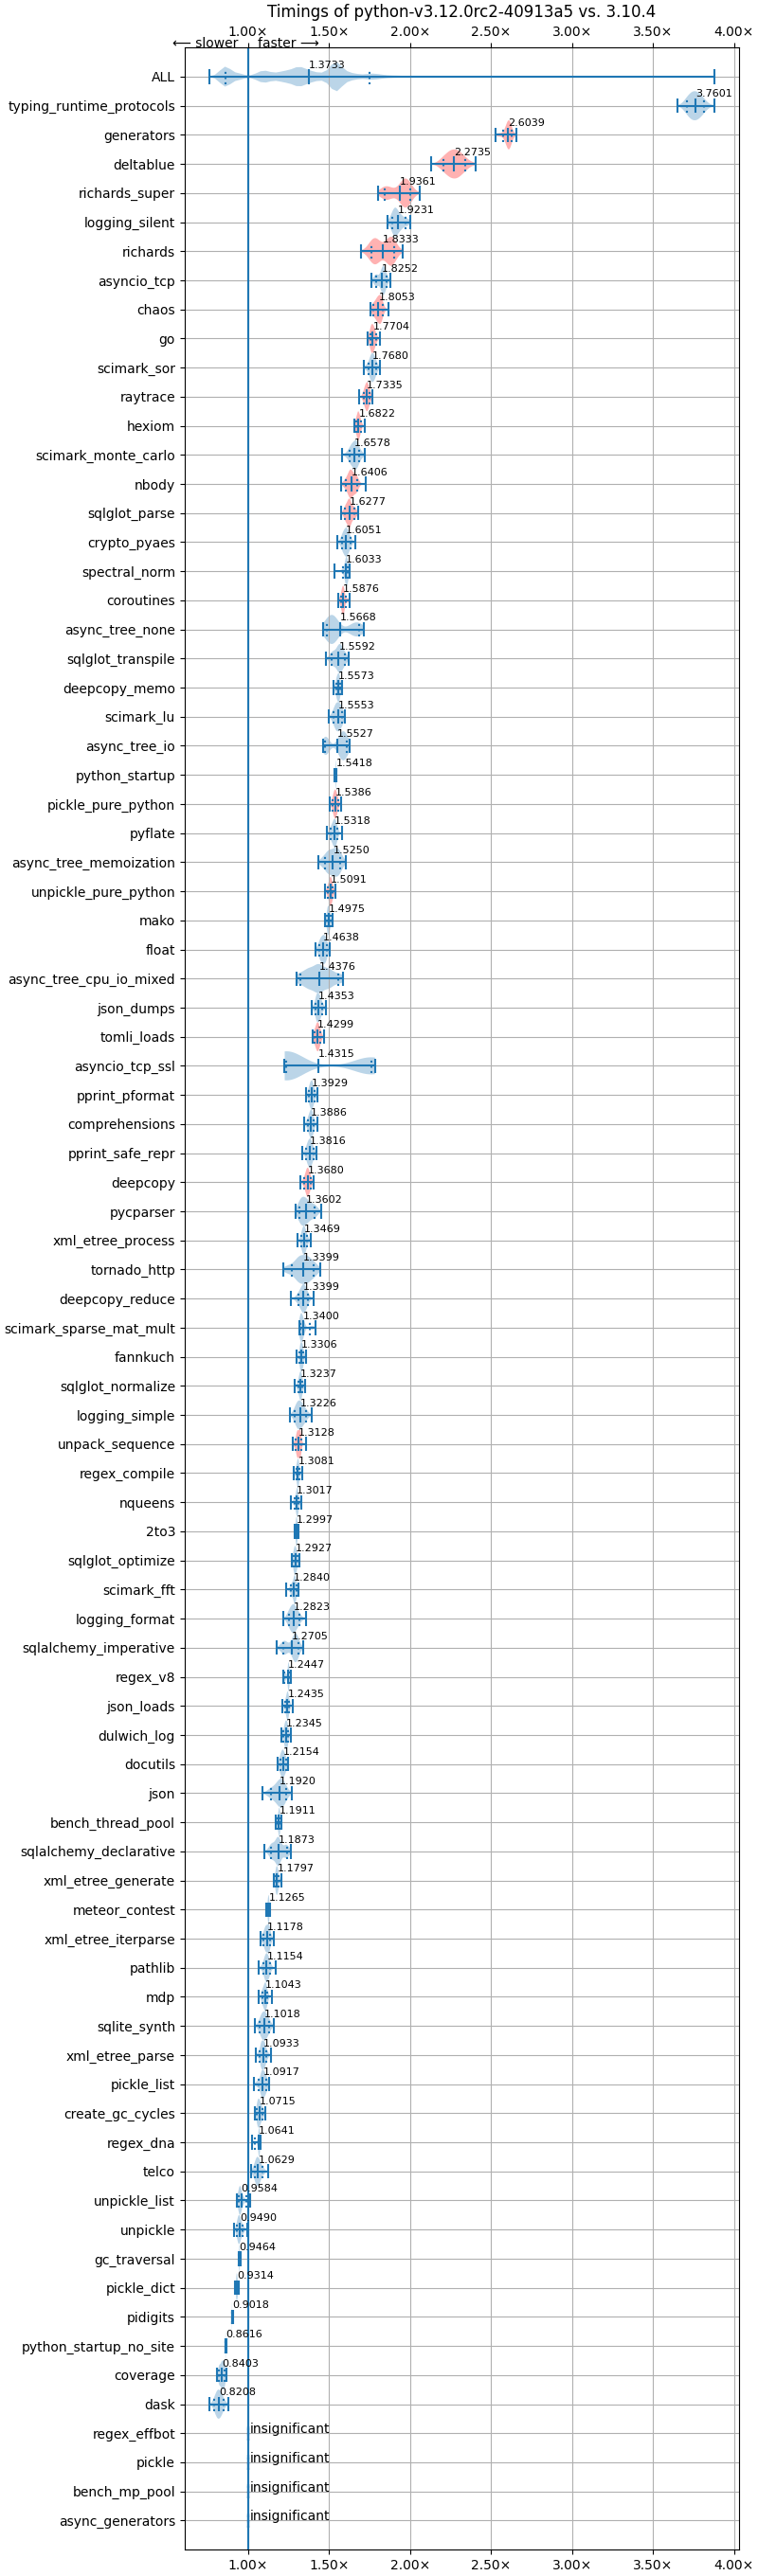 Timings of python-v3.12.0rc2-40913a5 vs. 3.10.4
1.00× 1.50× 2.00× 2.50× 3.00× 3.50× 4.00×
⟵ slower faster ⟶
ALL 1.3733
typing_runtime_protocols 3.7601
generators 2.6039
deltablue 2.2735
richards_super 1.9361
logging_silent 1.9231
richards 1.8333
asyncio_tcp 1.8252
chaos 1.8053
go 1.7704
scimark_sor 1.7680
raytrace 1.7335
hexiom 1.6822
scimark_monte_carlo 1.6578
nbody 1.6406
sqlglot_parse 1.6277
crypto_pyaes 1.6051
spectral_norm 1.6033
coroutines 1.5876
async_tree_none 1.5668
sqlglot_transpile 1.5592
deepcopy_memo 1.5573
scimark_lu 1.5553
async_tree_io 1.5527
python_startup 1.5418
pickle_pure_python 1.5386
pyflate 1.5318
async_tree_memoization 1.5250
unpickle_pure_python 1.5091
mako 1.4975
float 1.4638
async_tree_cpu_io_mixed 1.4376
json_dumps 1.4353
tomli_loads 1.4299
asyncio_tcp_ssl 1.4315
pprint_pformat 1.3929
comprehensions 1.3886
pprint_safe_repr 1.3816
deepcopy 1.3680
pycparser 1.3602
xml_etree_process 1.3469
tornado_http 1.3399
deepcopy_reduce 1.3399
scimark_sparse_mat_mult 1.3400
fannkuch 1.3306
sqlglot_normalize 1.3237
logging_simple 1.3226
unpack_sequence 1.3128
regex_compile 1.3081
nqueens 1.3017
2to3 1.2997
sqlglot_optimize 1.2927
scimark_fft 1.2840
logging_format 1.2823
sqlalchemy_imperative 1.2705
regex_v8 1.2447
json_loads 1.2435
dulwich_log 1.2345
docutils 1.2154
json 1.1920
bench_thread_pool 1.1911
sqlalchemy_declarative 1.1873
xml_etree_generate 1.1797
meteor_contest 1.1265
xml_etree_iterparse 1.1178
pathlib 1.1154
mdp 1.1043
sqlite_synth 1.1018
xml_etree_parse 1.0933
pickle_list 1.0917
create_gc_cycles 1.0715
regex_dna 1.0641
telco 1.0629
unpickle_list 0.9584
unpickle 0.9490
gc_traversal 0.9464
pickle_dict 0.9314
pidigits 0.9018
python_startup_no_site 0.8616
coverage 0.8403
dask 0.8208
regex_effbot insignificant
pickle insignificant
bench_mp_pool insignificant
async_generators insignificant
1.00× 1.50× 2.00× 2.50× 3.00× 3.50× 4.00×